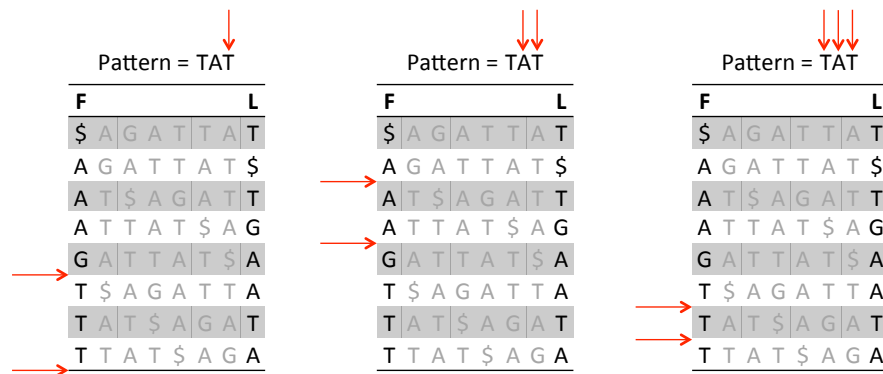 Pattern = TAT
F L
$ A G A T T A T
A G A T T A T $
A T $ A G A T T
A T T A T $ A G
G A T T A T $ A
T $ A G A T T A
T A T $ A G A T
T T A T $ A G A
Pattern = TAT
F L
$ A G A T T A T
A G A T T A T $
A T $ A G A T T
A T T A T $ A G
G A T T A T $ A
T $ A G A T T A
T A T $ A G A T
T T A T $ A G A
Pattern = TAT
F L
$ A G A T T A T
A G A T T A T $
A T $ A G A T T
A T T A T $ A G
G A T T A T $ A
T $ A G A T T A
T A T $ A G A T
T T A T $ A G A